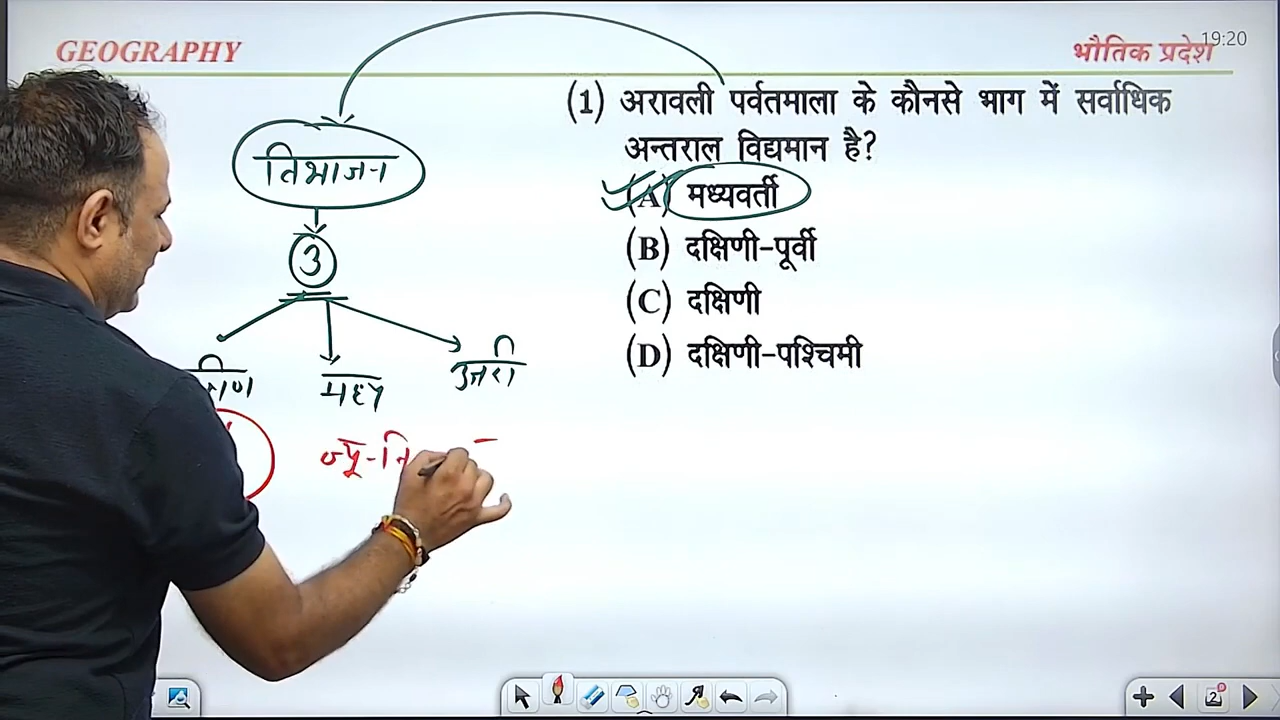 GEOGRAPHY
भौतिक प्रदेश
19:20
(1) अरावली पर्वतमाला के कौनसे भाग में सर्वाधिक
अन्तराल विद्यमान है?
(A) मध्यवर्ती
(B) दक्षिणी-पूर्वी
(C) दक्षिणी
(D) दक्षिणी-पश्चिमी
विभाजन
3
मध्य
उत्तरी
2